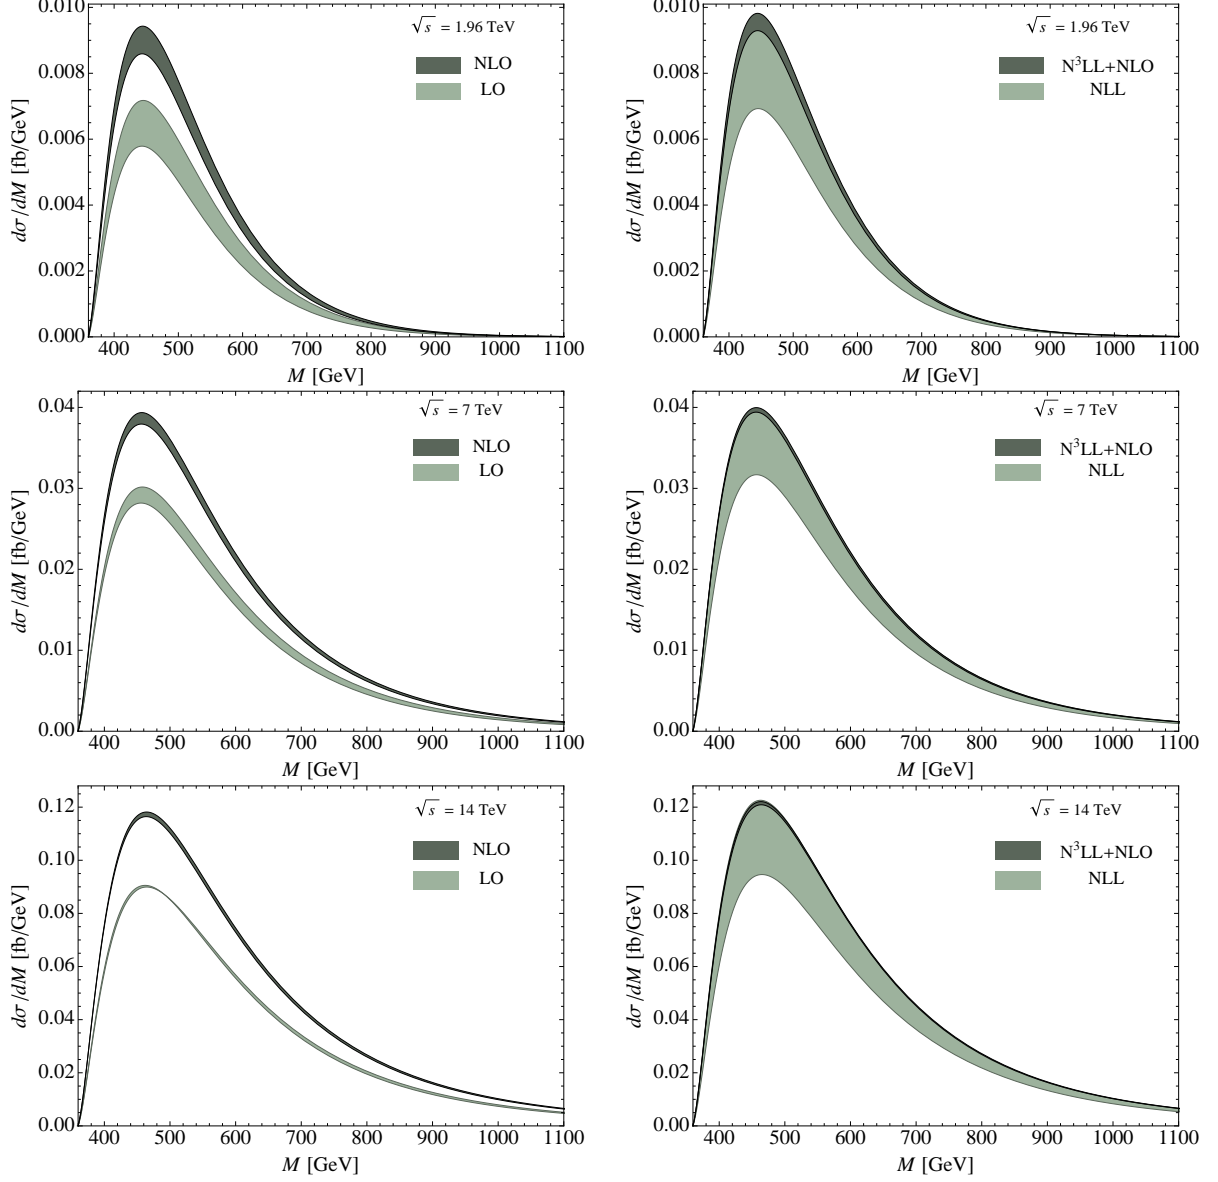 √s = 1.96 TeV
NLO
LO
dσ/dM [fb/GeV]
0.010
0.008
0.006
0.004
0.002
0.000
400 500 600 700 800 900 1000 1100
M [GeV]
√s = 1.96 TeV
N³LL+NLO
NLL
dσ/dM [fb/GeV]
0.010
0.008
0.006
0.004
0.002
0.000
400 500 600 700 800 900 1000 1100
M [GeV]
√s = 7 TeV
NLO
LO
dσ/dM [fb/GeV]
0.04
0.03
0.02
0.01
0.00
400 500 600 700 800 900 1000 1100
M [GeV]
√s = 7 TeV
N³LL+NLO
NLL
dσ/dM [fb/GeV]
0.04
0.03
0.02
0.01
0.00
400 500 600 700 800 900 1000 1100
M [GeV]
√s = 14 TeV
NLO
LO
dσ/dM [fb/GeV]
0.12
0.10
0.08
0.06
0.04
0.02
0.00
400 500 600 700 800 900 1000 1100
M [GeV]
√s = 14 TeV
N³LL+NLO
NLL
dσ/dM [fb/GeV]
0.12
0.10
0.08
0.06
0.04
0.02
0.00
400 500 600 700 800 900 1000 1100
M [GeV]